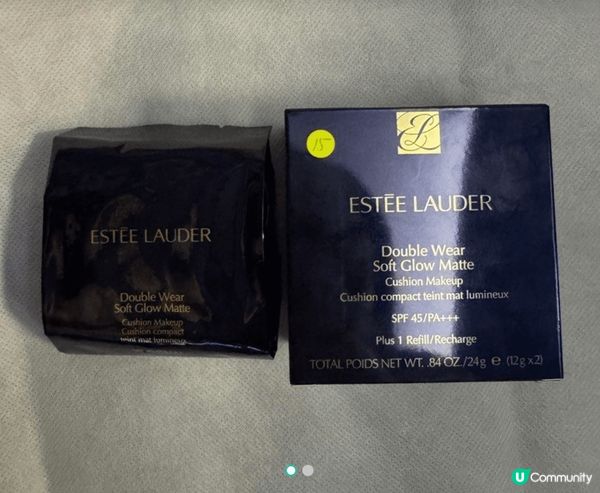 ESTĒE LAUDER
Double Wear
Soft Glow Matte
Cushion Makeup
Cushion compact
teint mat lumineux
15
ESTĒE LAUDER
Double Wear
Soft Glow Matte
Cushion Makeup
Cushion compact teint mat lumineux
SPF 45/PA+++
Plus 1 Refill/Recharge
TOTAL POIDS NET WT. .84 OZ./24g ℮ (12g x 2)
U Community